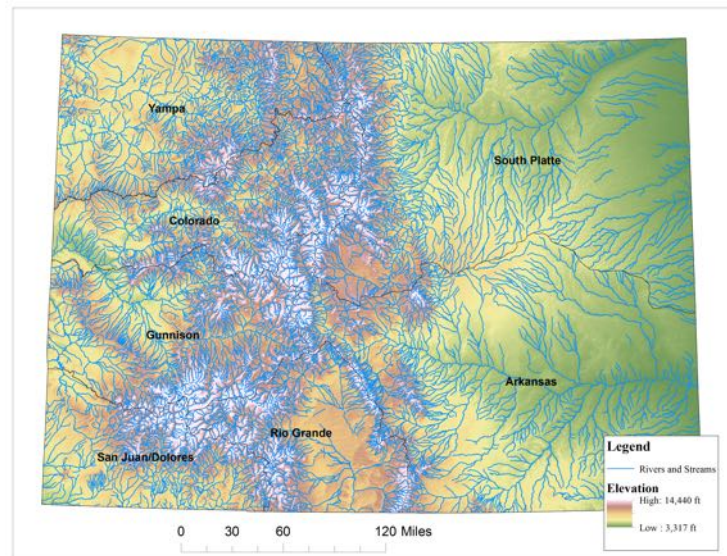 Yampa
South Platte
Colorado
Gunnison
Arkansas
Rio Grande
San Juan/Dolores
Legend
Rivers and Streams
Elevation
High: 14,440 ft
Low : 3,317 ft
0 30 60 120 Miles